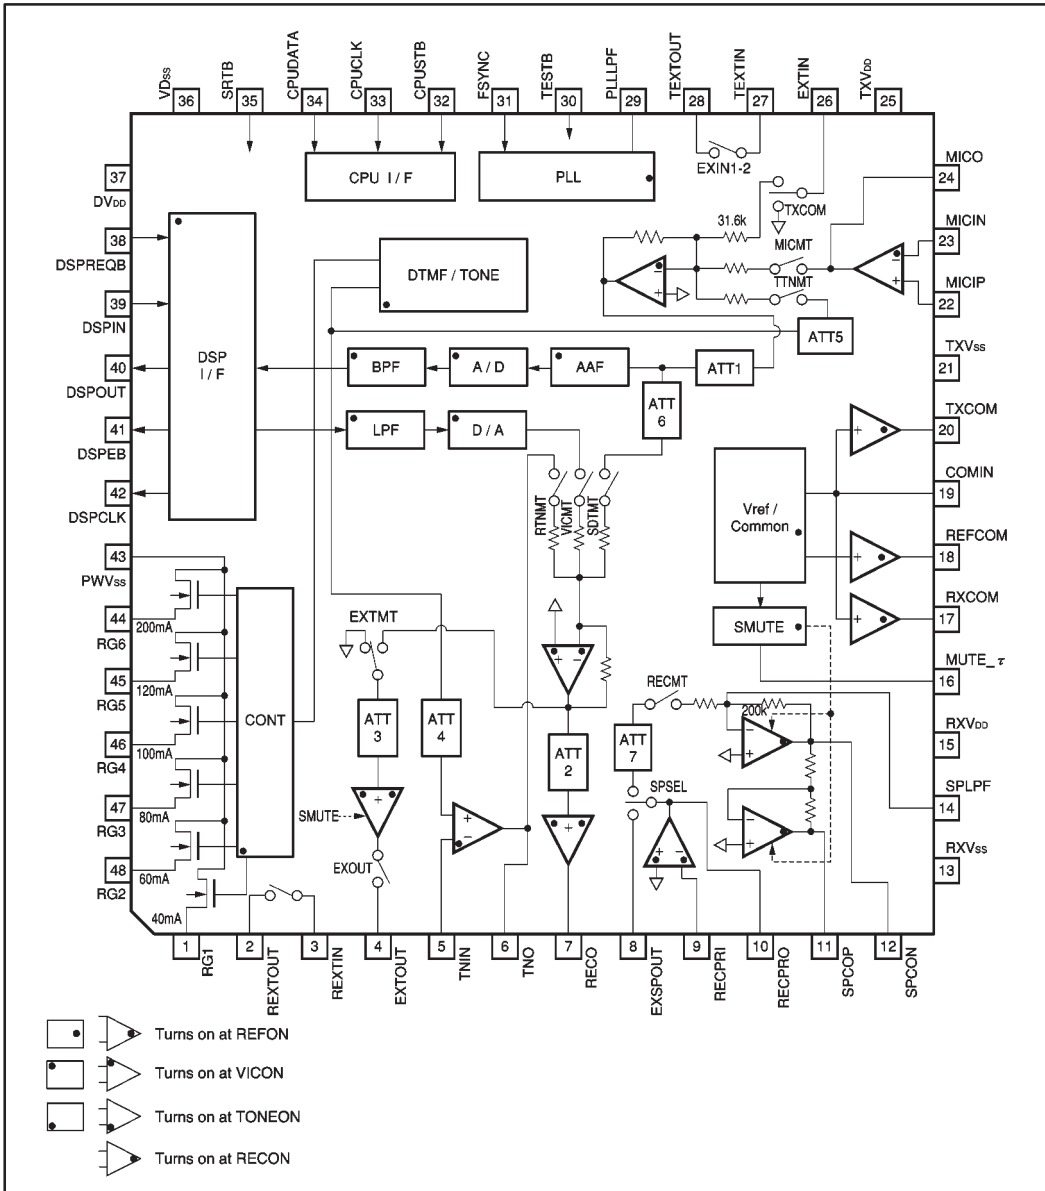 VDss
SRTB
CPUDATA
CPUCLK
CPUSTB
FSYNC
TESTB
PLLLPF
TEXTOUT
TEXTIN
EXTIN
TXVDD
36
35
34
33
32
31
30
29
28
27
26
25
37
DVDD
CPU I / F
PLL
EXIN1-2
TXCOM
MICO
24
38
DSPREQB
DTMF / TONE
31.6k
MICMT
MICIN
23
39
DSPIN
TTNMT
MICIP
22
DSP
I / F
ATT5
40
DSPOUT
BPF
A / D
AAF
ATT1
TXVss
21
ATT
6
41
DSPEB
LPF
D / A
TXCOM
20
42
DSPCLK
RTNMT
VICMT
SDTMT
Vref /
Common
COMIN
19
43
PWVss
REFCOM
18
44
200mA
RG6
EXTMT
SMUTE
RXCOM
17
45
120mA
RG5
CONT
ATT
3
ATT
4
RECMT
MUTE_τ
16
46
100mA
RG4
ATT
2
ATT
7
200k
RXVDD
15
47
80mA
RG3
SMUTE
SPSEL
SPLPF
14
48
60mA
RG2
EXOUT
RXVss
13
40mA
1
2
3
4
5
6
7
8
9
10
11
12
RG1
REXTOUT
REXTIN
EXTOUT
TNIN
TNO
RECO
EXSPOUT
RECPRI
RECPRO
SPCOP
SPCON
Turns on at REFON
Turns on at VICON
Turns on at TONEON
Turns on at RECON